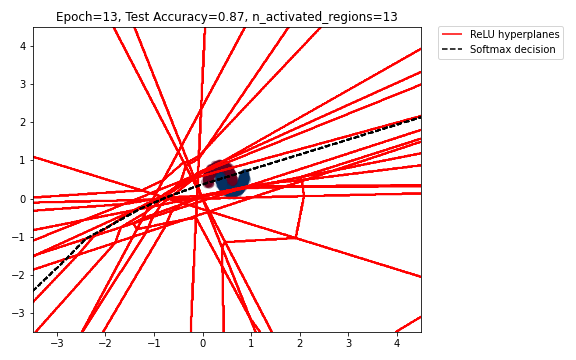 Epoch=13, Test Accuracy=0.87, n_activated_regions=13
ReLU hyperplanes
Softmax decision
4
3
2
1
0
−1
−2
−3
−3 −2 −1 0 1 2 3 4